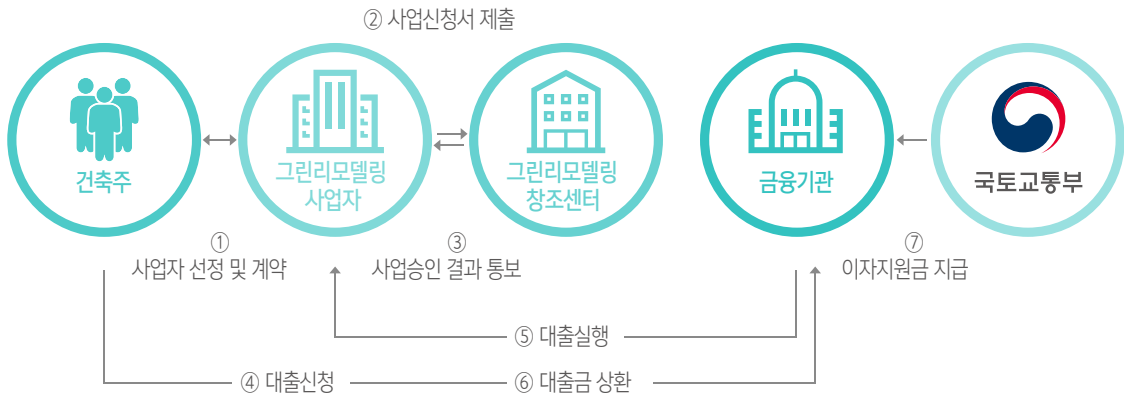 ② 사업신청서 제출
건축주
그린리모델링
사업자
그린리모델링
창조센터
금융기관
국토교통부
①
사업자 선정 및 계약
③
사업승인 결과 통보
⑦
이자지원금 지급
⑤ 대출실행
④ 대출신청
⑥ 대출금 상환